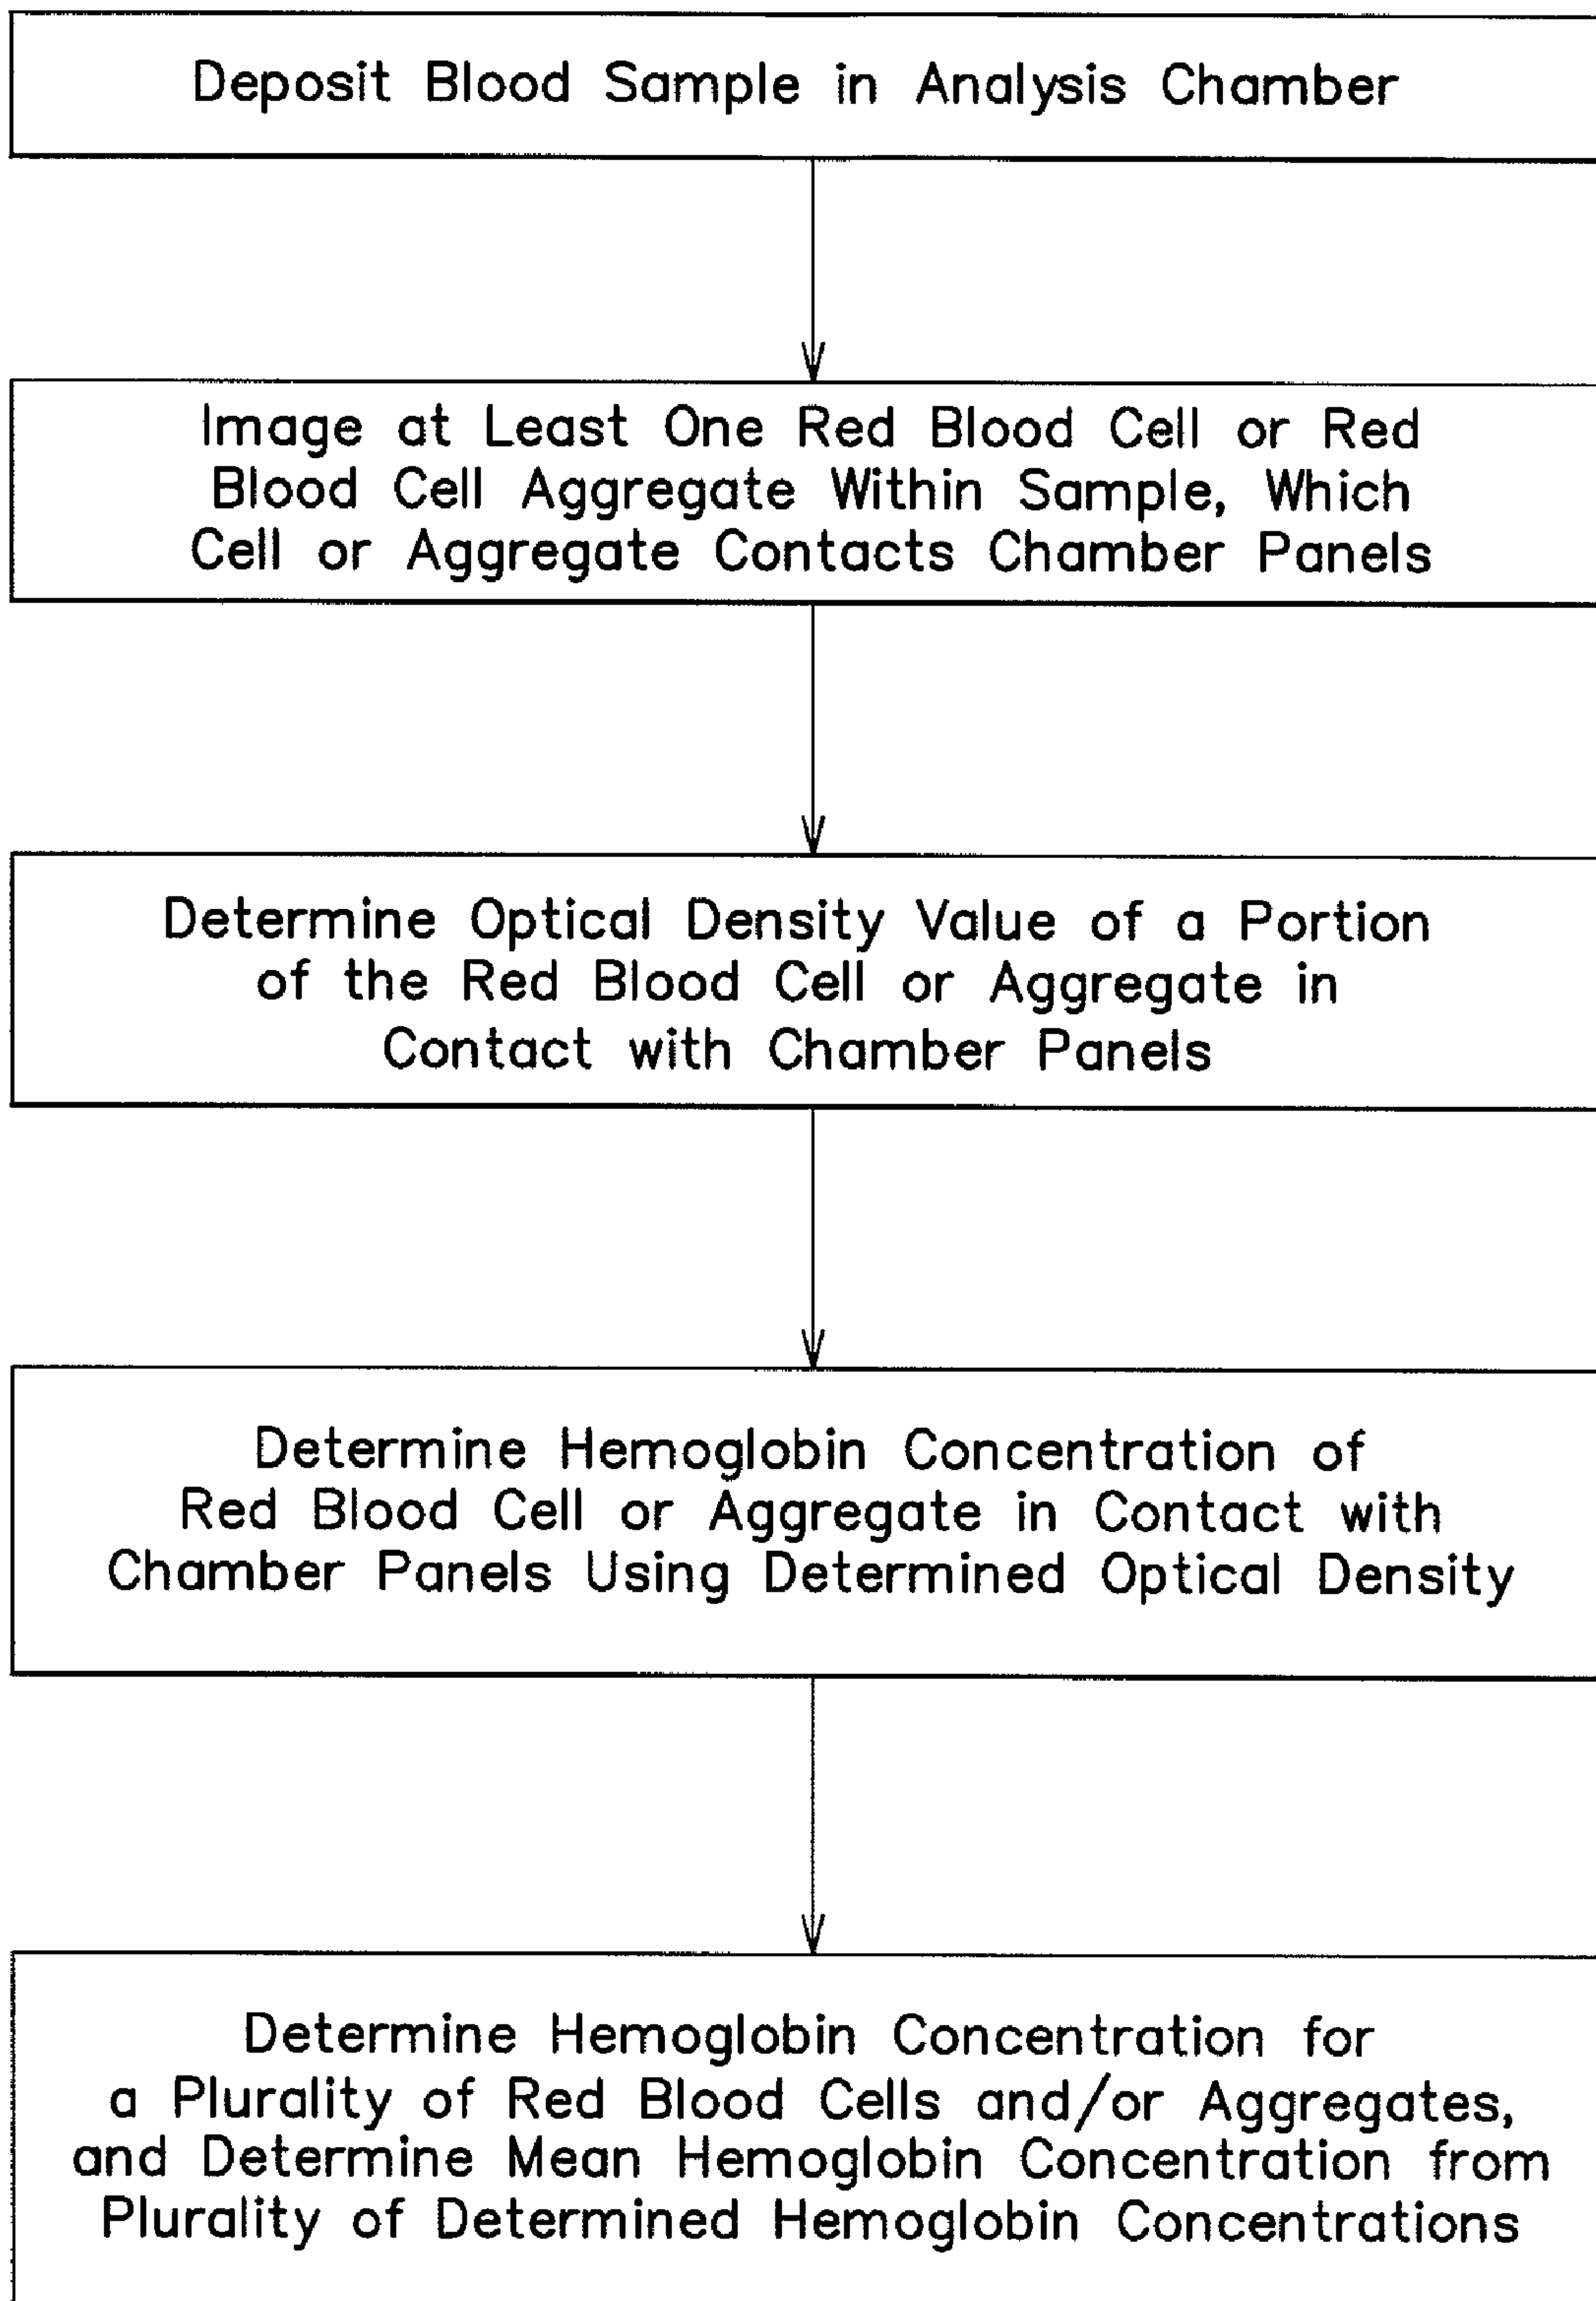 Deposit Blood Sample in Analysis Chamber
Image at Least One Red Blood Cell or Red
Blood Cell Aggregate Within Sample, Which
Cell or Aggregate Contacts Chamber Panels
Determine Optical Density Value of a Portion
of the Red Blood Cell or Aggregate in
Contact with Chamber Panels
Determine Hemoglobin Concentration of
Red Blood Cell or Aggregate in Contact with
Chamber Panels Using Determined Optical Density
Determine Hemoglobin Concentration for
a Plurality of Red Blood Cells and/or Aggregates,
and Determine Mean Hemoglobin Concentration from
Plurality of Determined Hemoglobin Concentrations